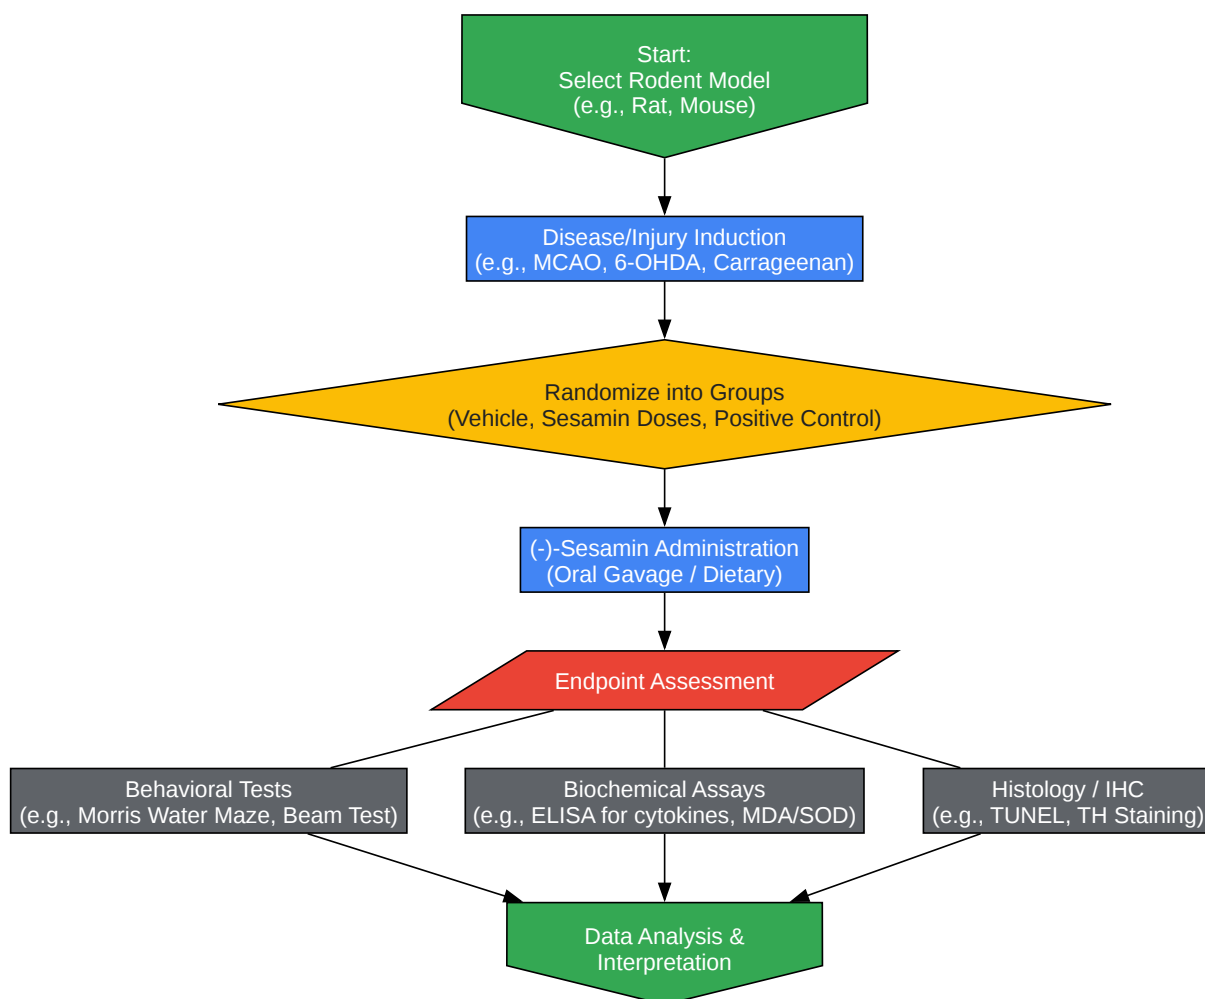 Start:
Select Rodent Model
(e.g., Rat, Mouse)
Disease/Injury Induction
(e.g., MCAO, 6-OHDA, Carrageenan)
Randomize into Groups
(Vehicle, Sesamin Doses, Positive Control)
(-)-Sesamin Administration
(Oral Gavage / Dietary)
Endpoint Assessment
Behavioral Tests
(e.g., Morris Water Maze, Beam Test)
Biochemical Assays
(e.g., ELISA for cytokines, MDA/SOD)
Histology / IHC
(e.g., TUNEL, TH Staining)
Data Analysis &
Interpretation